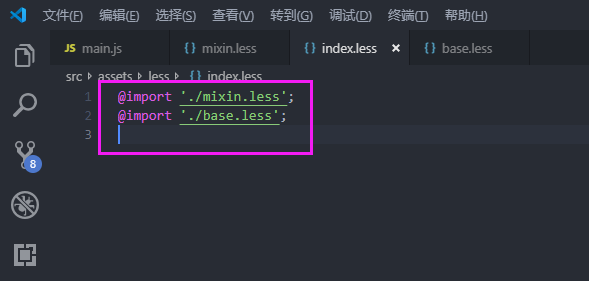 文件(F) 编辑(E) 选择(S) 查看(V) 转到(G) 调试(D) 终端(T) 帮助(H)
JS main.js {} mixin.less {} index.less × {} base.less
src > assets > less > {} index.less
1 @import './mixin.less';
2 @import './base.less';
3
8